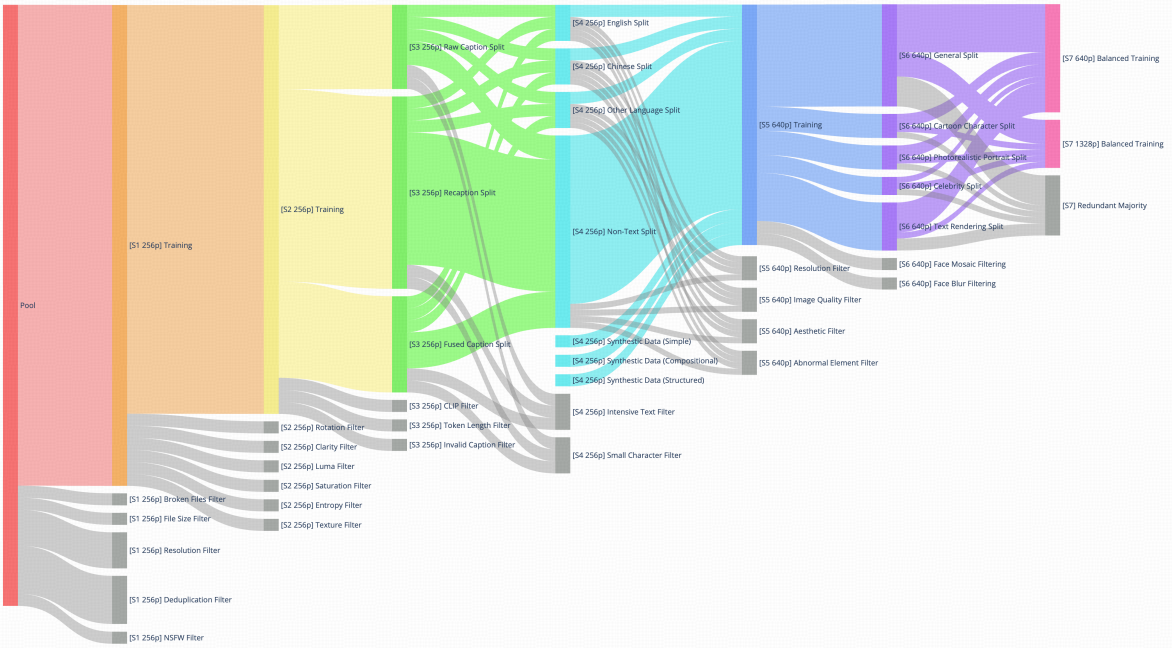 Pool
[S1 256p] Training
[S1 256p] Broken Files Filter
[S1 256p] File Size Filter
[S1 256p] Resolution Filter
[S1 256p] Deduplication Filter
[S1 256p] NSFW Filter
[S2 256p] Training
[S2 256p] Rotation Filter
[S2 256p] Clarity Filter
[S2 256p] Luma Filter
[S2 256p] Saturation Filter
[S2 256p] Entropy Filter
[S2 256p] Texture Filter
[S3 256p] Raw Caption Split
[S3 256p] Recaption Split
[S3 256p] Fused Caption Split
[S3 256p] CLIP Filter
[S3 256p] Token Length Filter
[S3 256p] Invalid Caption Filter
[S4 256p] English Split
[S4 256p] Chinese Split
[S4 256p] Other Language Split
[S4 256p] Non-Text Split
[S4 256p] Synthestic Data (Simple)
[S4 256p] Synthestic Data (Compositional)
[S4 256p] Synthestic Data (Structured)
[S4 256p] Intensive Text Filter
[S4 256p] Small Character Filter
[S5 640p] Training
[S5 640p] Resolution Filter
[S5 640p] Image Quality Filter
[S5 640p] Aesthetic Filter
[S5 640p] Abnormal Element Filter
[S6 640p] General Split
[S6 640p] Cartoon Character Split
[S6 640p] Photorealistic Portrait Split
[S6 640p] Celebrity Split
[S6 640p] Text Rendering Split
[S6 640p] Face Mosaic Filtering
[S6 640p] Face Blur Filtering
[S7 640p] Balanced Training
[S7 1328p] Balanced Training
[S7] Redundant Majority